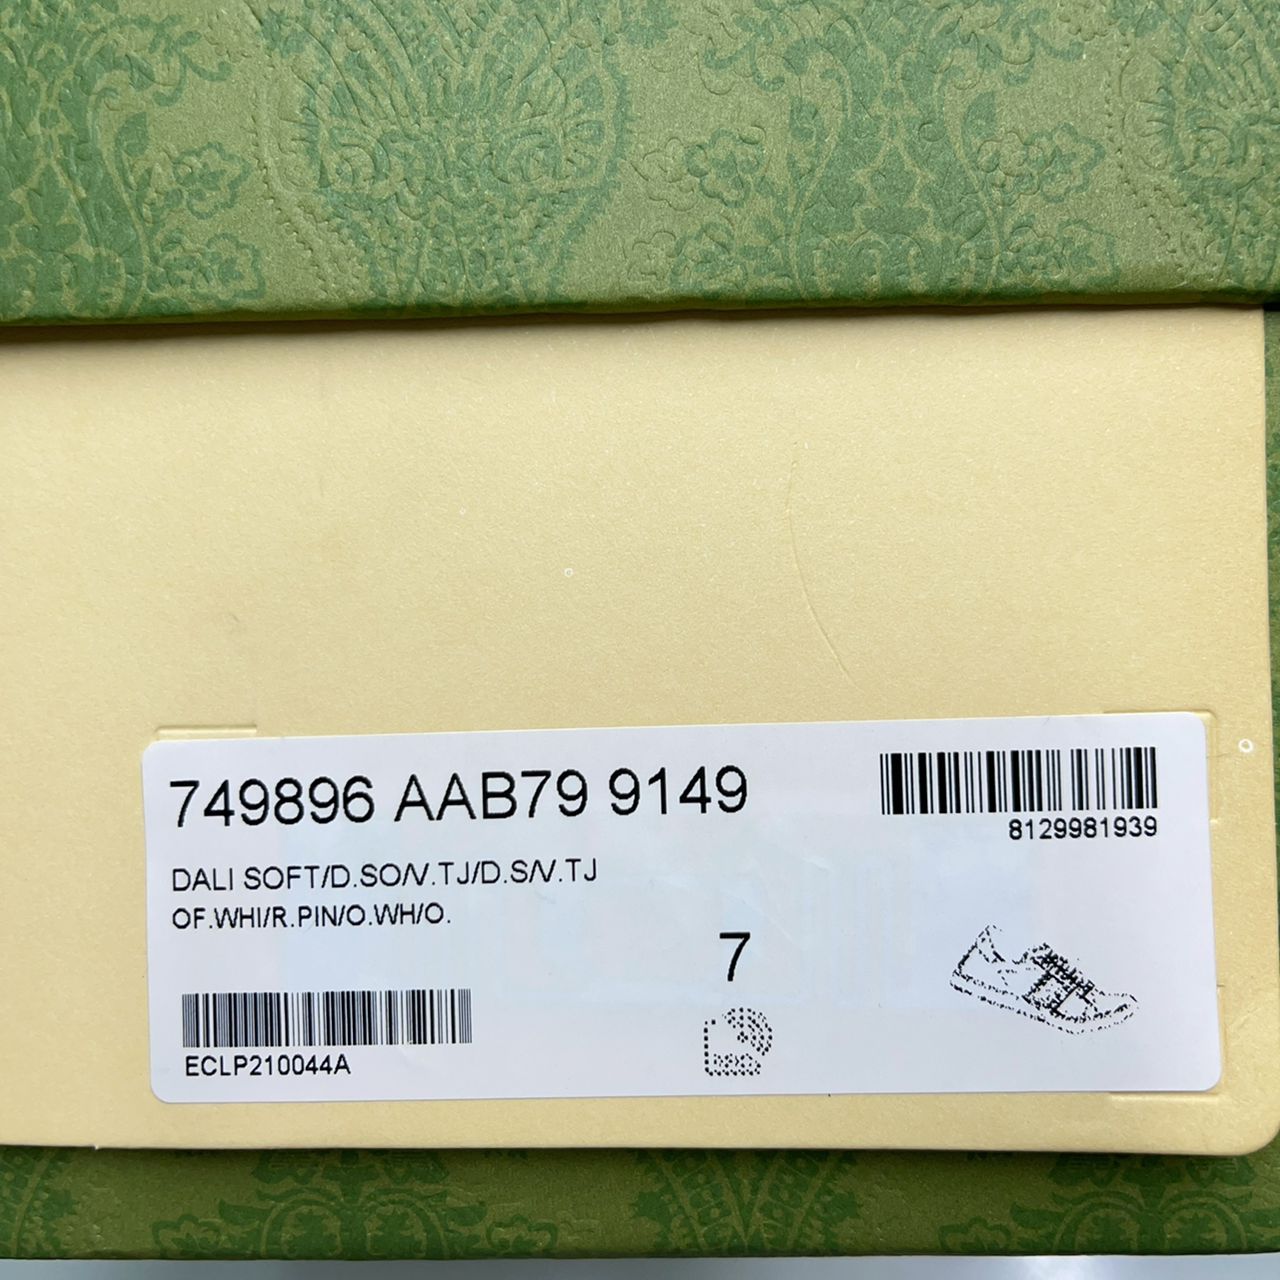 749896 AAB79 9149
8129981939
DALI SOFT/D.SO/V.TJ/D.S/V.TJ
OF.WHI/R.PIN/O.WH/O.
7
ECLP210044A